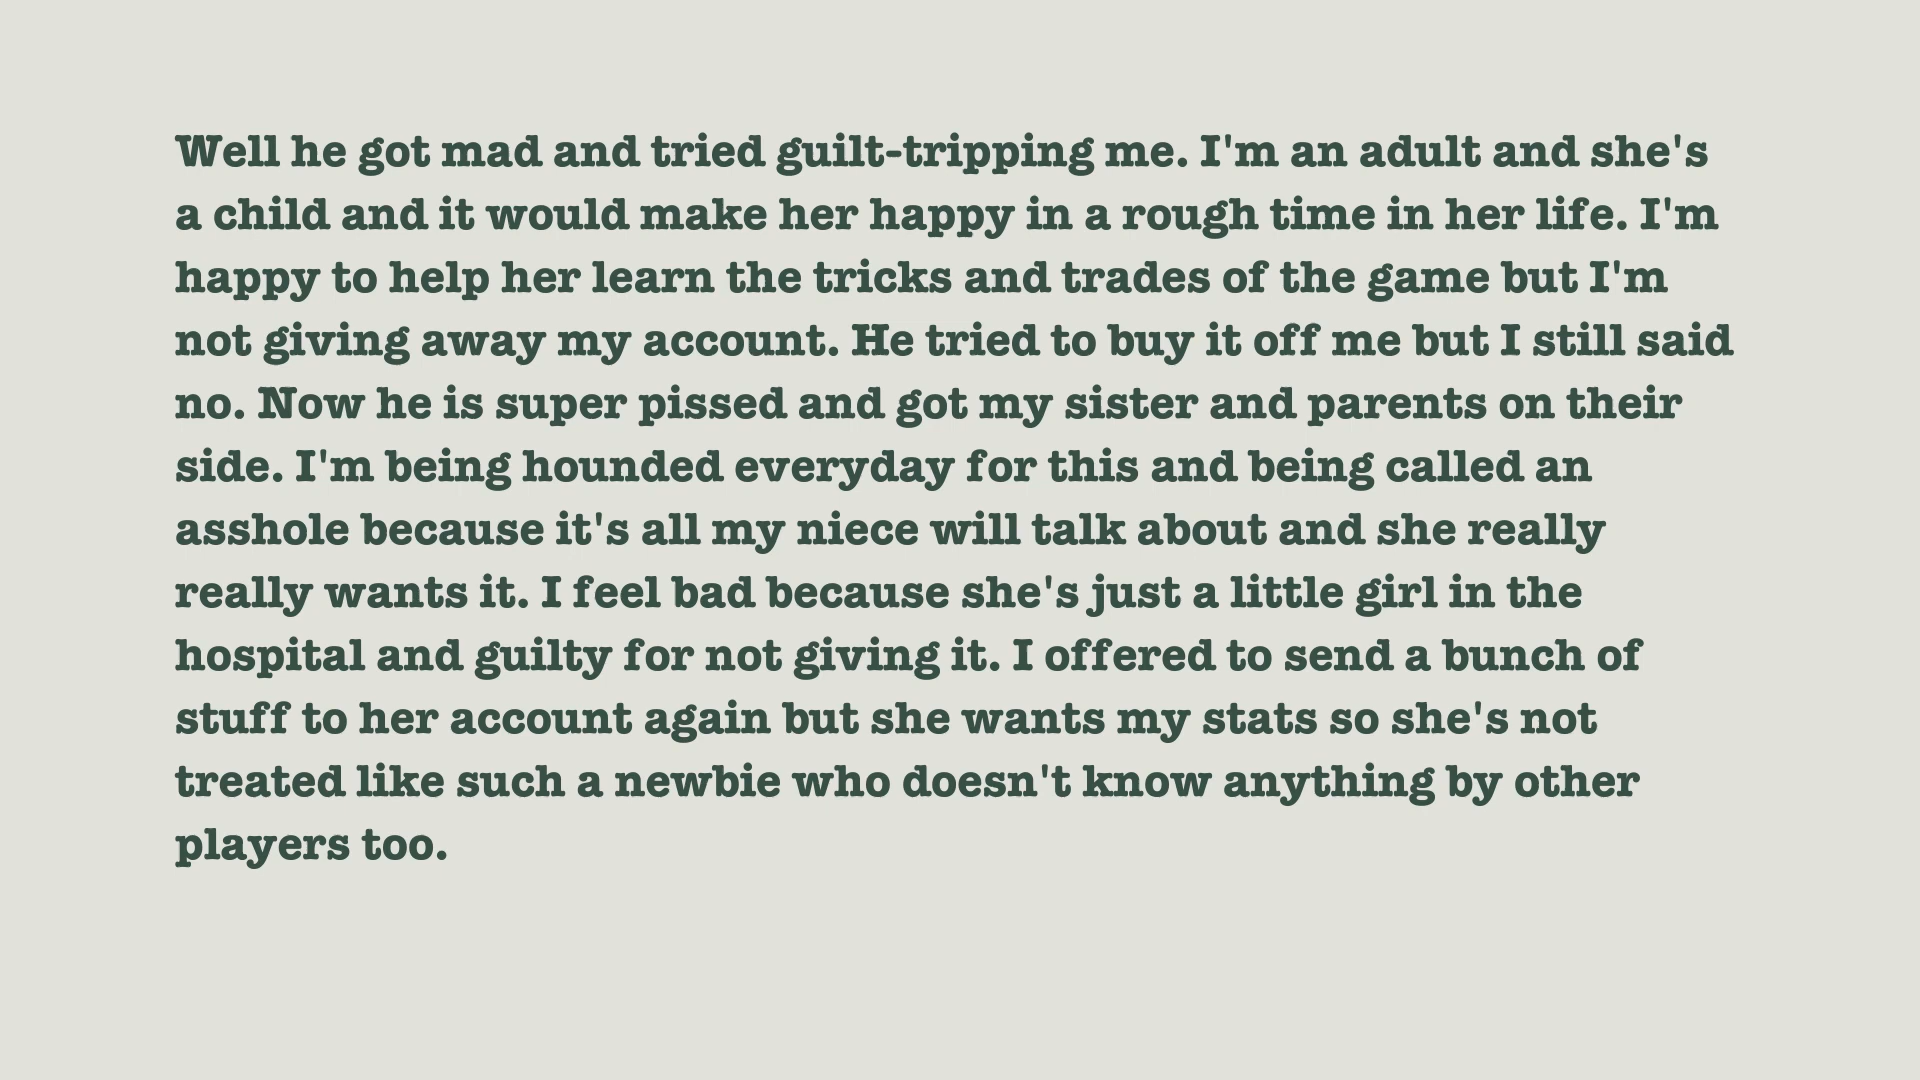 Well he got mad and tried guilt-tripping me. I'm an adult and she's
a child and it would make her happy in a rough time in her life. I'm
happy to help her learn the tricks and trades of the game but I'm
not giving away my account. He tried to buy it off me but I still said
no. Now he is super pissed and got my sister and parents on their
side. I'm being hounded everyday for this and being called an
asshole because it's all my niece will talk about and she really
really wants it. I feel bad because she's just a little girl in the
hospital and guilty for not giving it. I offered to send a bunch of
stuff to her account again but she wants my stats so she's not
treated like such a newbie who doesn't know anything by other
players too.